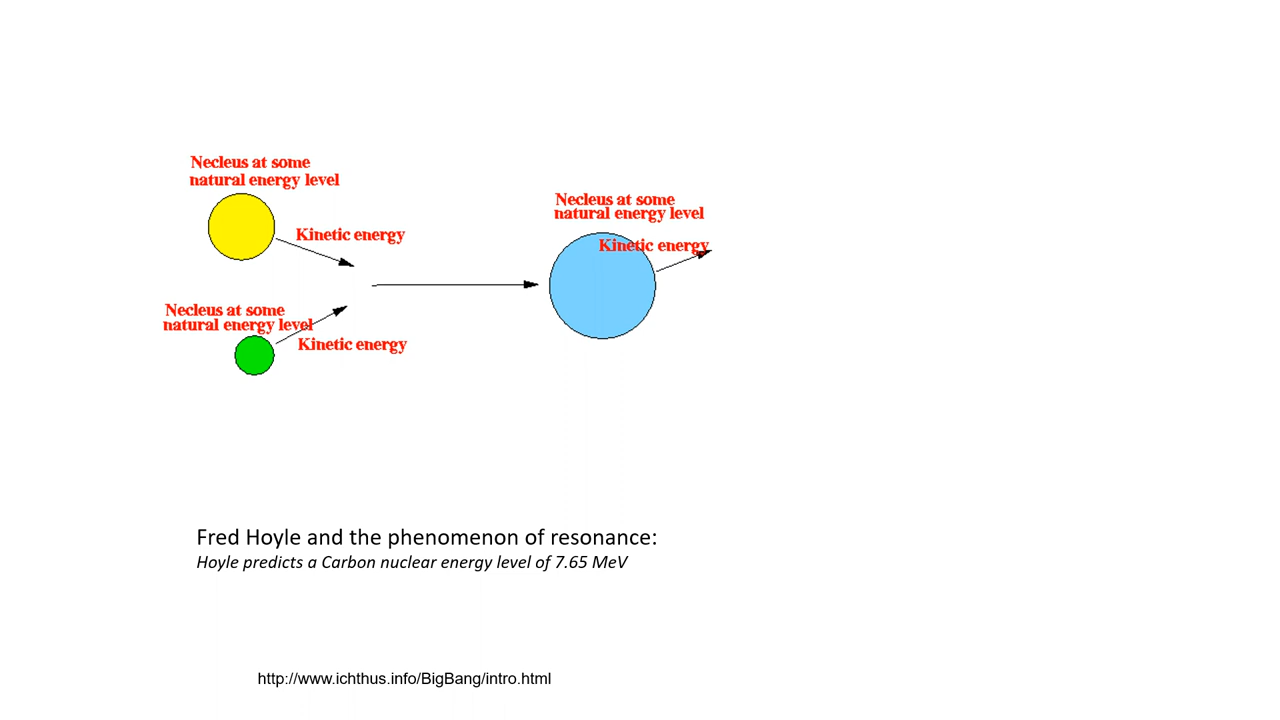 Necleus at some
natural energy level
Kinetic energy
Necleus at some
natural energy level
Kinetic energy
Necleus at some
natural energy level
Kinetic energy
Fred Hoyle and the phenomenon of resonance:
Hoyle predicts a Carbon nuclear energy level of 7.65 MeV
http://www.ichthus.info/BigBang/intro.html